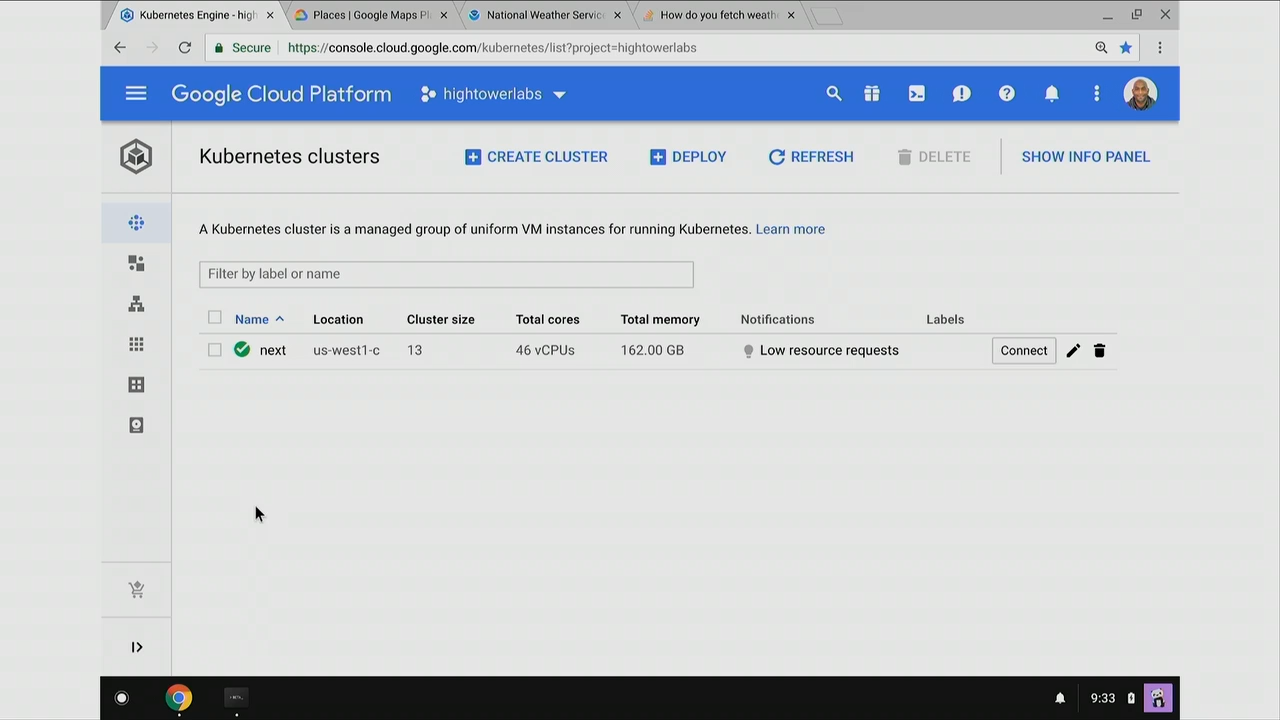 Kubernetes Engine - high
Places | Google Maps Pl
National Weather Service
How do you fetch weath
Secure
https://console.cloud.google.com/kubernetes/list?project=hightowerlabs
Google Cloud Platform
hightowerlabs
Kubernetes clusters
CREATE CLUSTER
DEPLOY
REFRESH
DELETE
SHOW INFO PANEL
A Kubernetes cluster is a managed group of uniform VM instances for running Kubernetes. Learn more
Filter by label or name
Name Location Cluster size Total cores Total memory Notifications Labels
next us-west1-c 13 46 vCPUs 162.00 GB Low resource requests Connect
9:33